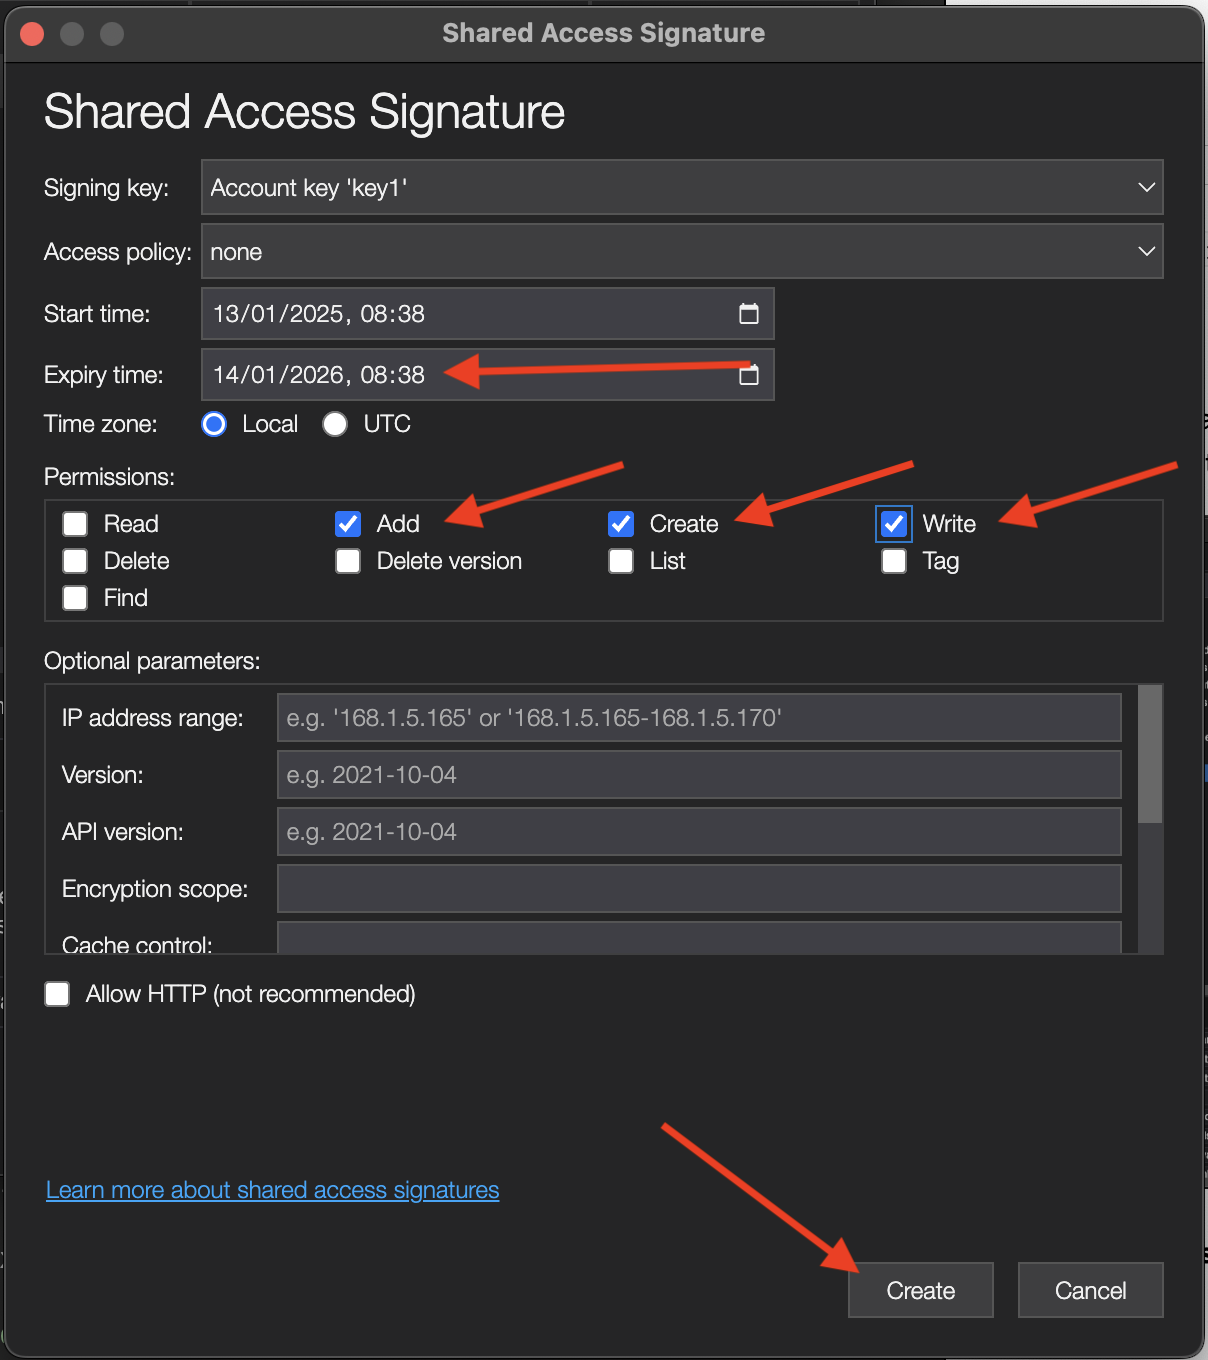 Shared Access Signature
Shared Access Signature
Signing key: Account key 'key1'
Access policy: none
Start time: 13/01/2025, 08:38
Expiry time: 14/01/2026, 08:38
Time zone: Local UTC
Permissions:
Read Add Create Write
Delete Delete version List Tag
Find
Optional parameters:
IP address range: e.g. '168.1.5.165' or '168.1.5.165-168.1.5.170'
Version: e.g. 2021-10-04
API version: e.g. 2021-10-04
Encryption scope:
Cache control:
Allow HTTP (not recommended)
Learn more about shared access signatures
Create Cancel